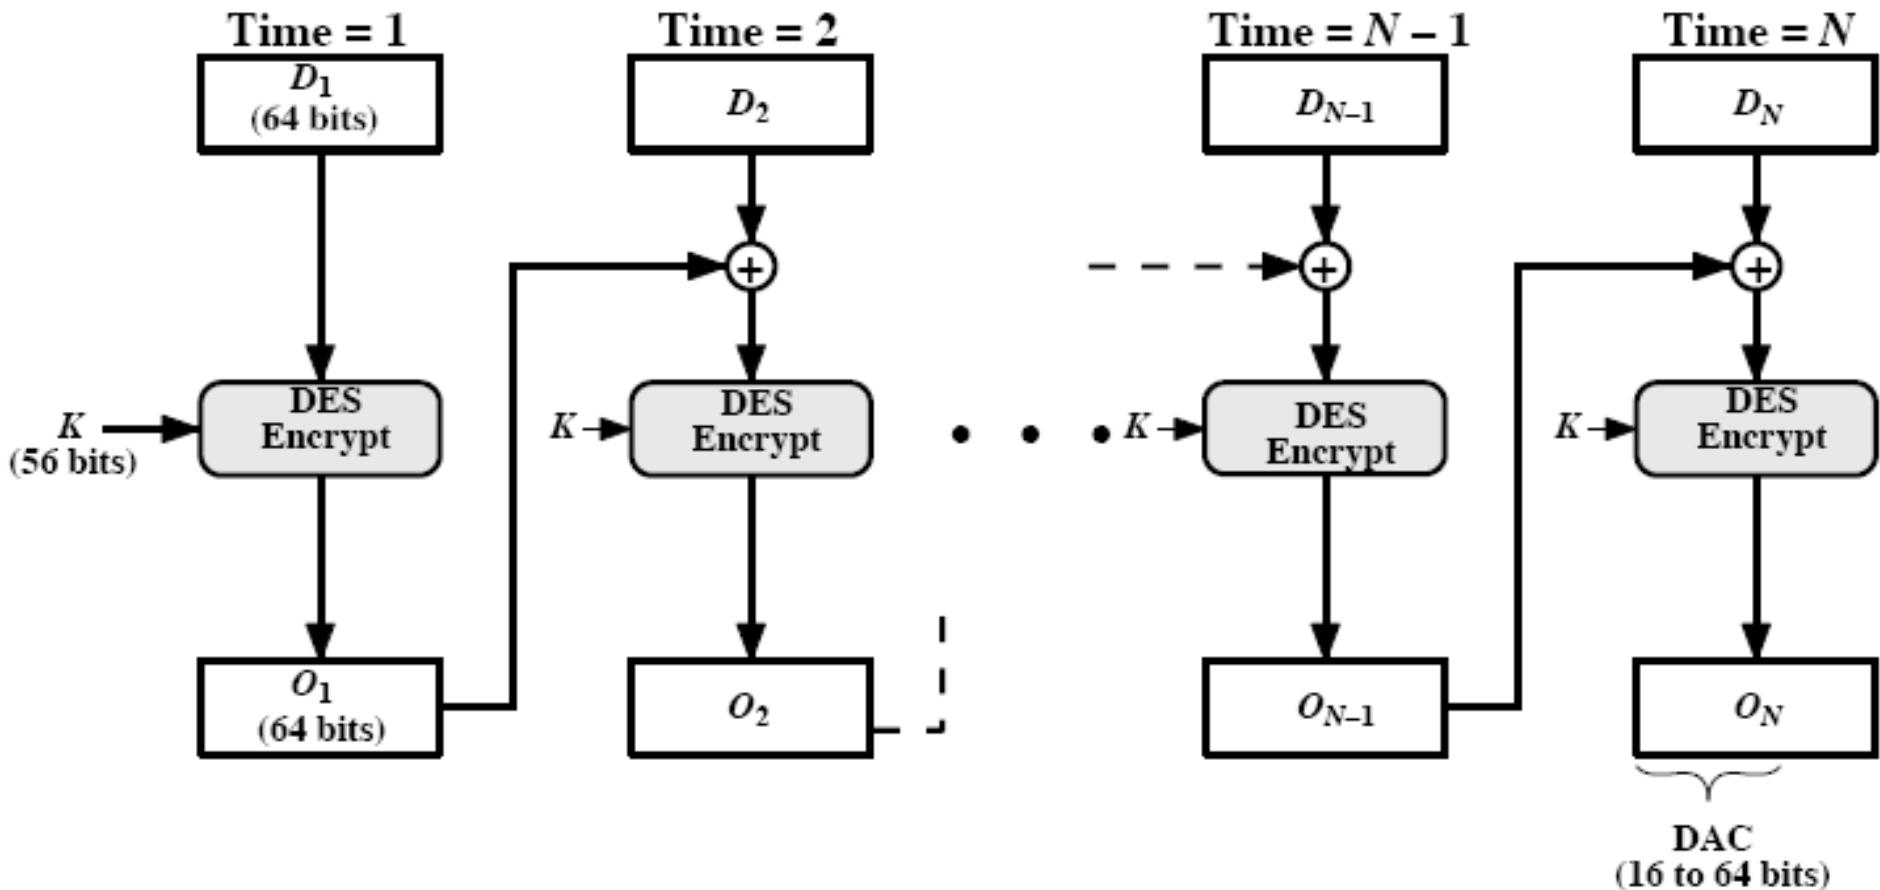 Time = 1
Time = 2
Time = N – 1
Time = N
D1
(64 bits)
D2
DN–1
DN
+
+
+
DES
Encrypt
DES
Encrypt
DES
Encrypt
DES
Encrypt
K
(56 bits)
K
• • •
K
K
O1
(64 bits)
O2
ON–1
ON
DAC
(16 to 64 bits)